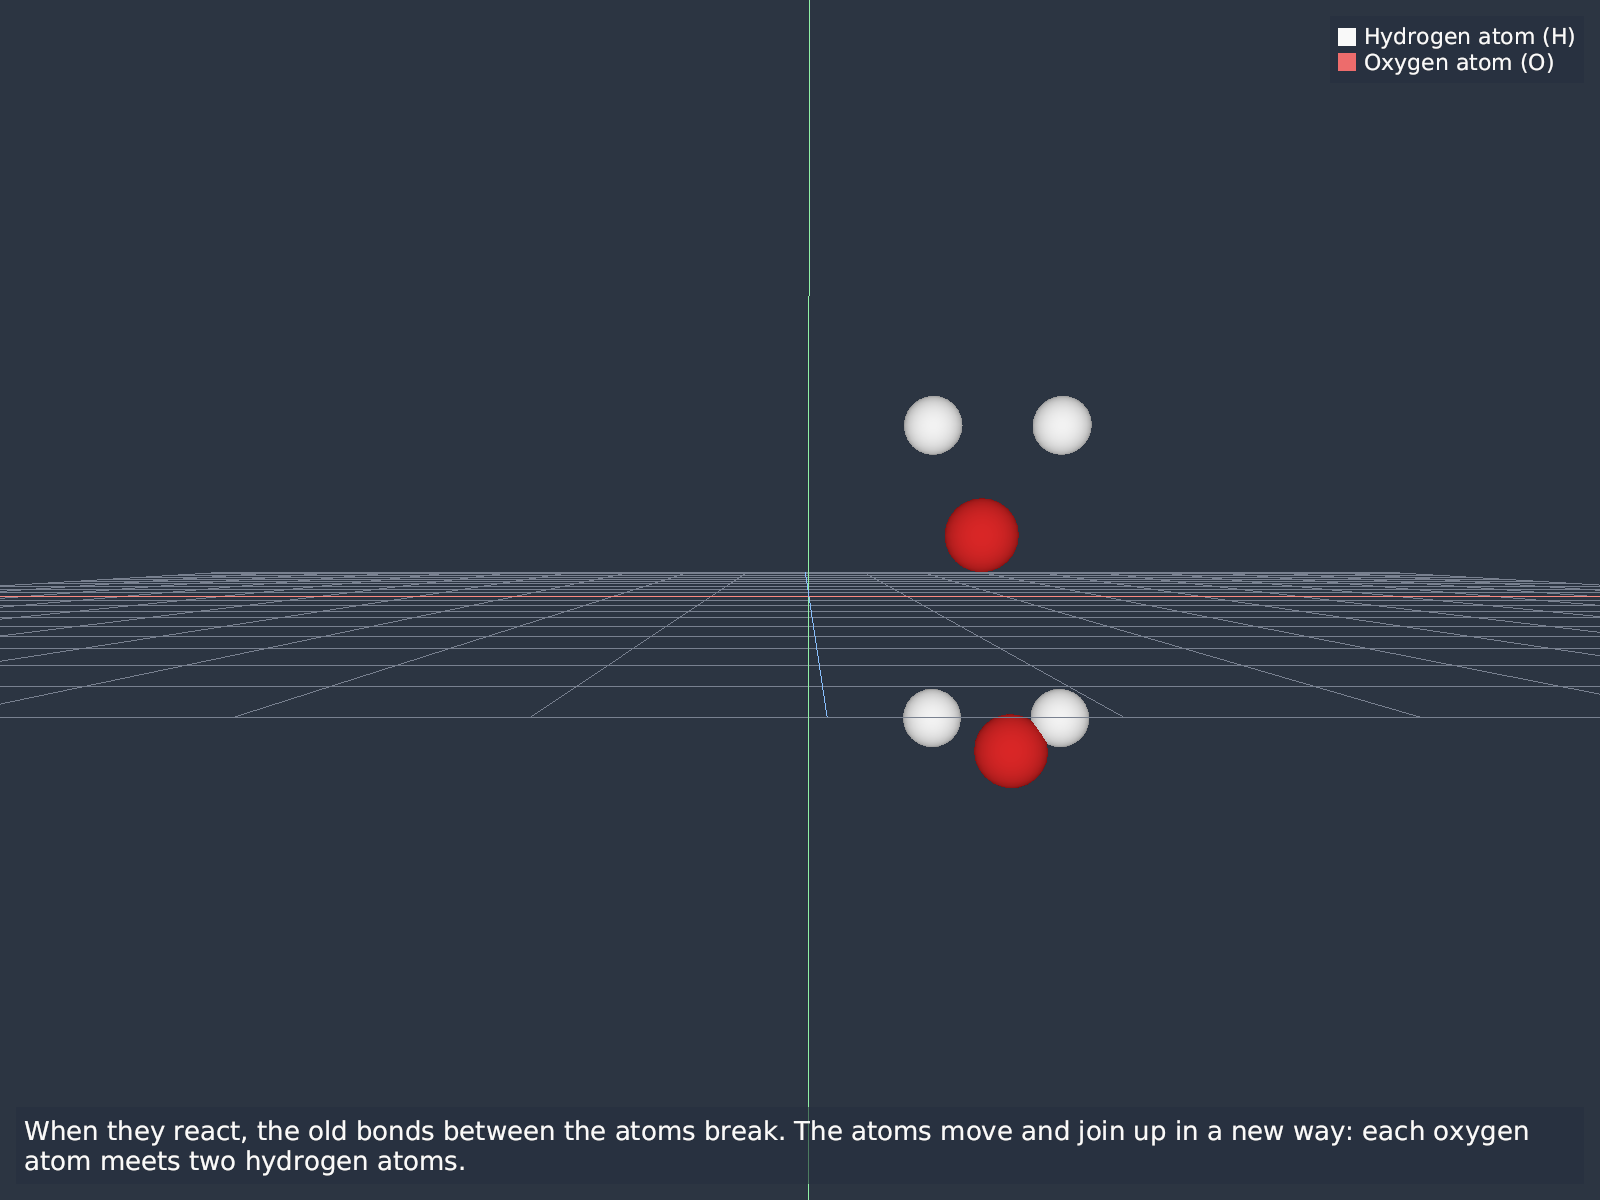 Hydrogen atom (H)
Oxygen atom (O)
When they react, the old bonds between the atoms break. The atoms move and join up in a new way: each oxygen
atom meets two hydrogen atoms.